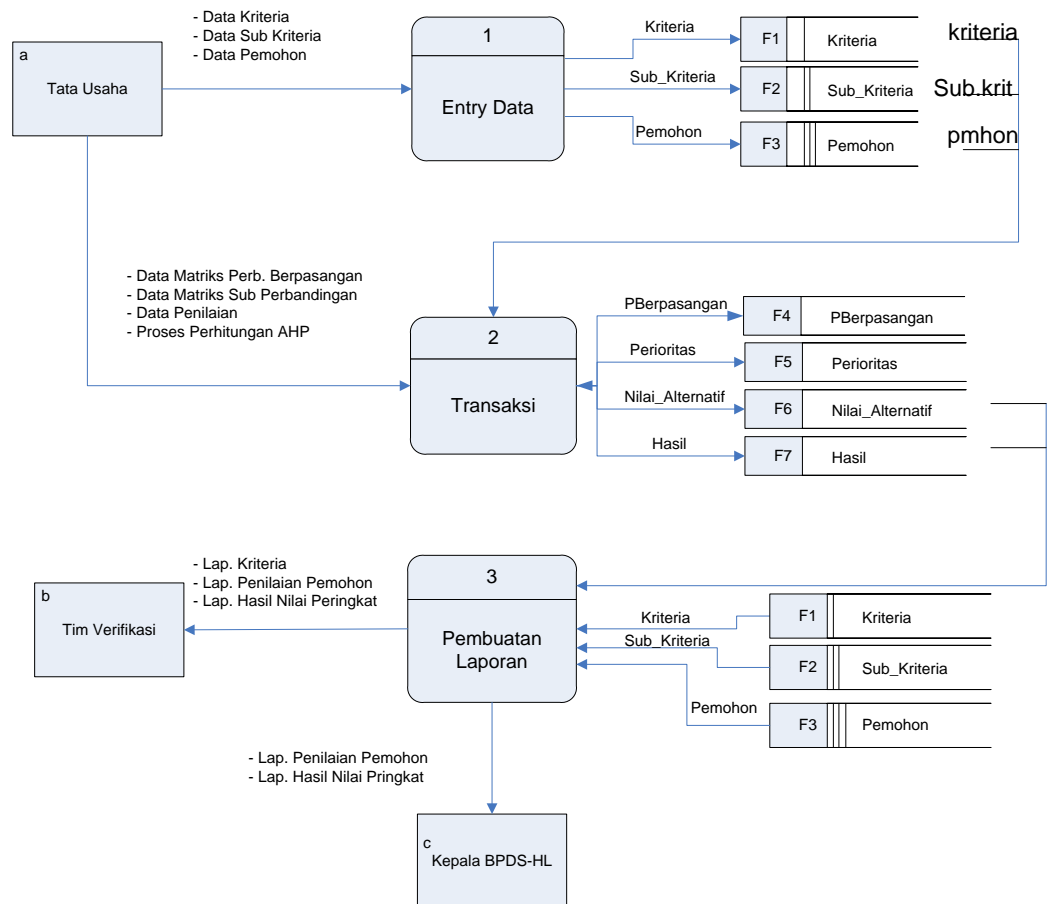 - Data Kriteria
- Data Sub Kriteria
- Data Pemohon
a
Tata Usaha
1
Entry Data
Kriteria
Sub_Kriteria
Pemohon
F1
Kriteria
kriteria
F2
Sub_Kriteria
Sub.krit
F3
Pemohon
pmhon
- Data Matriks Perb. Berpasangan
- Data Matriks Sub Perbandingan
- Data Penilaian
- Proses Perhitungan AHP
2
Transaksi
PBerpasangan
Perioritas
Nilai_Alternatif
Hasil
F4
PBerpasangan
F5
Perioritas
F6
Nilai_Alternatif
F7
Hasil
- Lap. Kriteria
- Lap. Penilaian Pemohon
- Lap. Hasil Nilai Peringkat
b
Tim Verifikasi
3
Pembuatan
Laporan
Kriteria
Sub_Kriteria
Pemohon
F1
Kriteria
F2
Sub_Kriteria
F3
Pemohon
- Lap. Penilaian Pemohon
- Lap. Hasil Nilai Pringkat
c
Kepala BPDS-HL